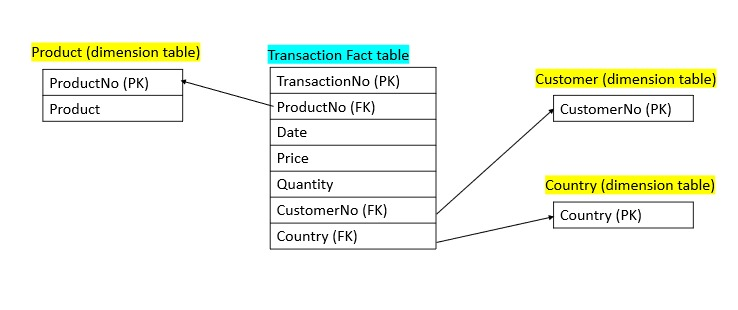 Product (dimension table)
ProductNo (PK)
Product
Transaction Fact table
TransactionNo (PK)
ProductNo (FK)
Date
Price
Quantity
CustomerNo (FK)
Country (FK)
Customer (dimension table)
CustomerNo (PK)
Country (dimension table)
Country (PK)